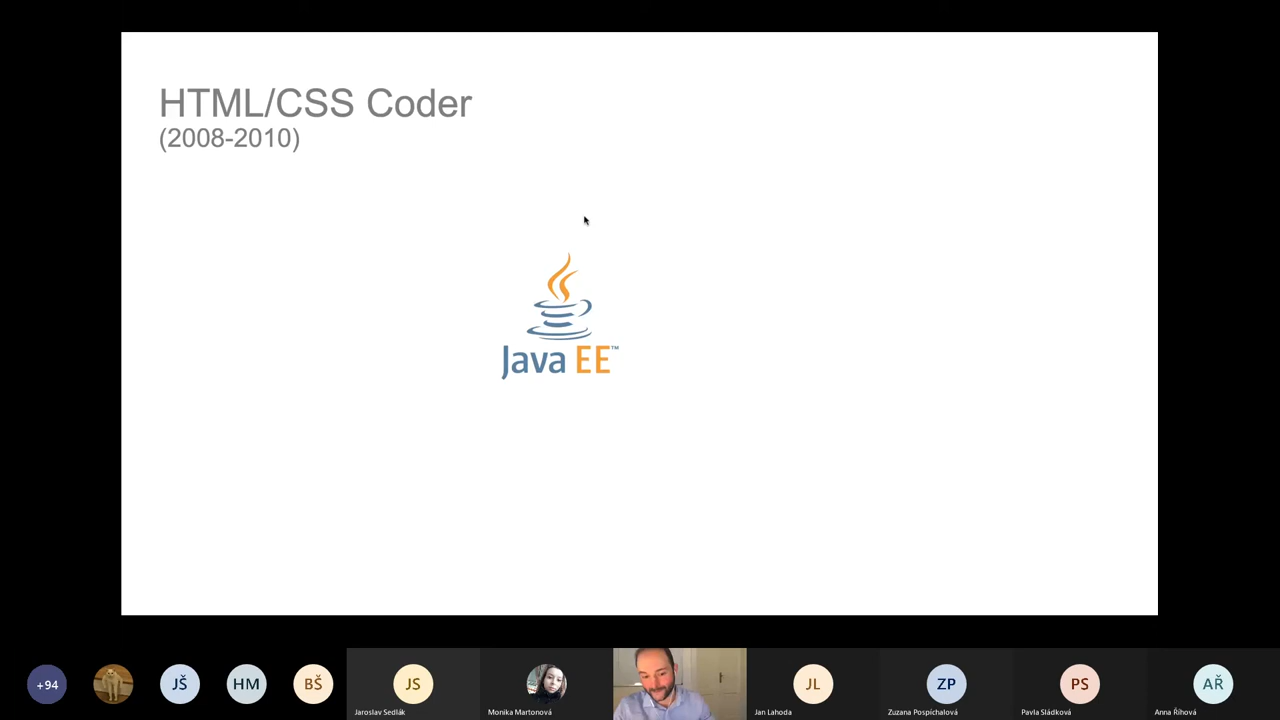 HTML/CSS Coder
(2008-2010)
Java EE™
+94
JŠ
HM
BŠ
JS
JL
ZP
PS
AŘ
Jaroslav Sedlák
Monika Martonová
Jan Lahoda
Zuzana Pospíchalová
Pavla Sládková
Anna Říhová